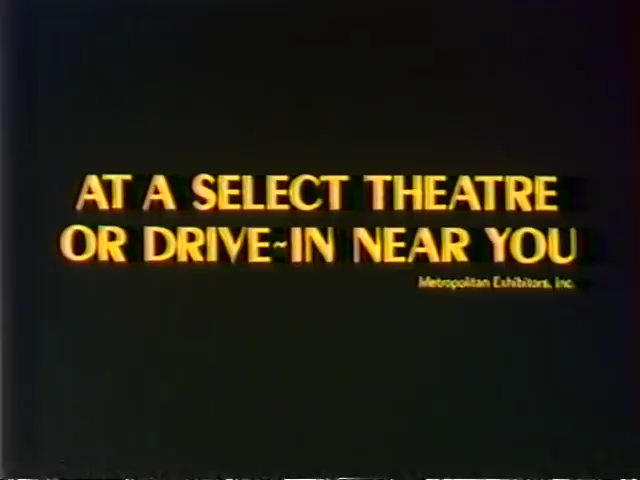 AT A SELECT THEATRE
OR DRIVE~IN NEAR YOU
Metropolitan Exhibitors, Inc.